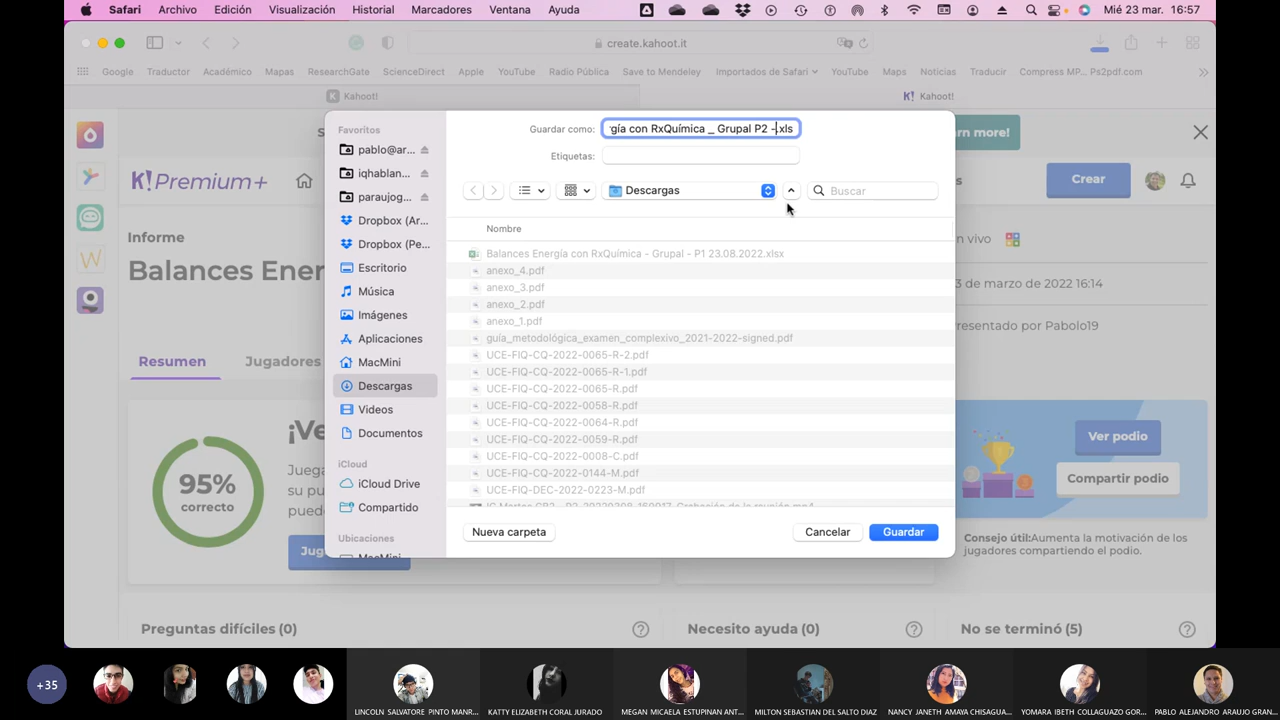 Safari Archivo Edición Visualización Historial Marcadores Ventana Ayuda Mié 23 mar. 16:57
create.kahoot.it
Google Traductor Académico Mapas ResearchGate ScienceDirect Apple YouTube Radio Pública Save to Mendeley Importados de Safari YouTube Maps Noticias Traducir Compress MP... Ps2pdf.com
Kahoot! Kahoot!
Favoritos
Guardar como: gía con RxQuímica _ Grupal P2 -.xls
rn more!
pablo@ar...
Etiquetas:
iqhablan...
K!Premium+
Crear
paraujog...
Descargas
Buscar
Dropbox (Ar...
Nombre
Informe
n vivo
Dropbox (Pe...
Balances Energía con RxQuímica - Grupal - P1 23.08.2022.xlsx
Balances Ener
Escritorio
anexo_4.pdf
3 de marzo de 2022 16:14
Música
anexo_3.pdf
anexo_2.pdf
Imágenes
anexo_1.pdf
resentado por Pabolo19
Aplicaciones
guía_metodológica_examen_complexivo_2021-2022-signed.pdf
UCE-FIQ-CQ-2022-0065-R-2.pdf
Resumen Jugadores
MacMini
UCE-FIQ-CQ-2022-0065-R-1.pdf
Descargas
UCE-FIQ-CQ-2022-0065-R.pdf
Videos
UCE-FIQ-CQ-2022-0058-R.pdf
UCE-FIQ-CQ-2022-0064-R.pdf
Documentos
¡Ve
UCE-FIQ-CQ-2022-0059-R.pdf
Ver podio
UCE-FIQ-CQ-2022-0008-C.pdf
iCloud
Jueg
UCE-FIQ-CQ-2022-0144-M.pdf
Compartir podio
95%
iCloud Drive
su pu
UCE-FIQ-DEC-2022-0223-M.pdf
correcto
pued
Compartido
Ubicaciones
Nueva carpeta Cancelar Guardar
Consejo útil:Aumenta la motivación de los
jugadores compartiendo el podio.
Jug
MacMini
Preguntas difíciles (0) Necesito ayuda (0) No se terminó (5)
+35
LINCOLN SALVATORE PINTO MANR... KATTY ELIZABETH CORAL JURADO MEGAN MICAELA ESTUPINAN ANT... MILTON SEBASTIAN DEL SALTO DIAZ NANCY JANETH AMAYA CHISAGUA... YOMARA IBETH COLLAGUAZO GOR... PABLO ALEJANDRO ARAUJO GRAN...